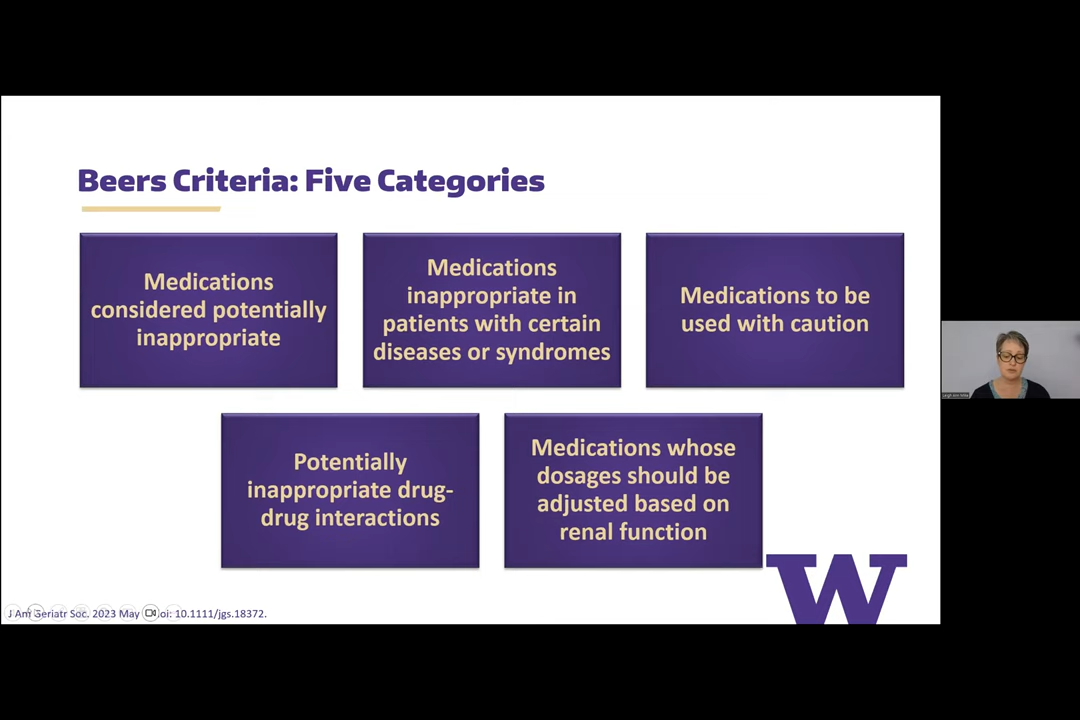 Beers Criteria: Five Categories
Medications
considered potentially
inappropriate
Medications
inappropriate in
patients with certain
diseases or syndromes
Medications to be
used with caution
Potentially
inappropriate drug-
drug interactions
Medications whose
dosages should be
adjusted based on
renal function
W
J Am Geriatr Soc. 2023 May doi: 10.1111/jgs.18372.